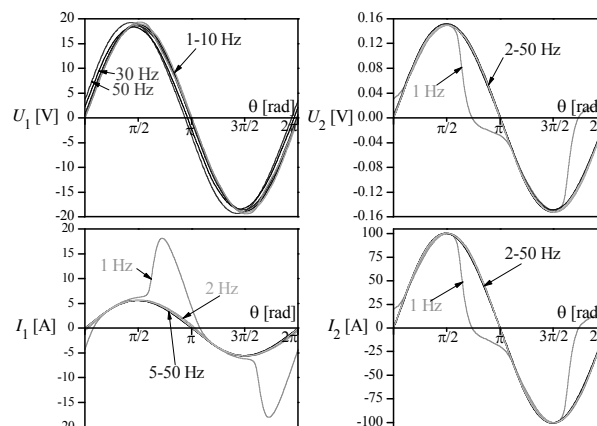 20
15
10
5
0
-5
-10
-15
-20
U1 [V]
1-10 Hz
30 Hz
50 Hz
θ [rad]
π/2
π
3π/2
2π
0.16
0.12
0.08
0.04
0.00
-0.04
-0.08
-0.12
-0.16
U2 [V]
2-50 Hz
1 Hz
θ [rad]
π/2
π
3π/2
2π
20
15
10
5
0
-5
-10
-15
-20
I1 [A]
1 Hz
2 Hz
5-50 Hz
θ [rad]
π/2
π
3π/2
2π
100
75
50
25
0
-25
-50
-75
-100
I2 [A]
2-50 Hz
1 Hz
θ [rad]
π/2
π
3π/2
2π